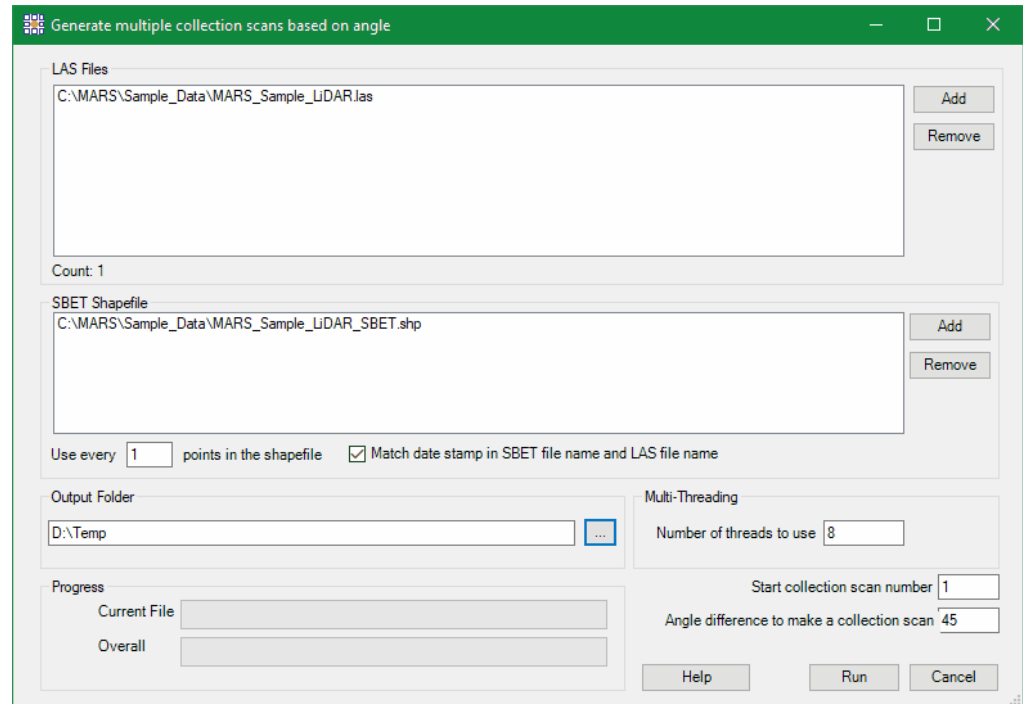 Generate multiple collection scans based on angle
LAS Files
C:\MARS\Sample_Data\MARS_Sample_LiDAR.las
Add
Remove
Count: 1
SBET Shapefile
C:\MARS\Sample_Data\MARS_Sample_LiDAR_SBET.shp
Add
Remove
Use every 1 points in the shapefile
Match date stamp in SBET file name and LAS file name
Output Folder
D:\Temp
...
Multi-Threading
Number of threads to use 8
Progress
Current File
Overall
Start collection scan number 1
Angle difference to make a collection scan 45
Help
Run
Cancel